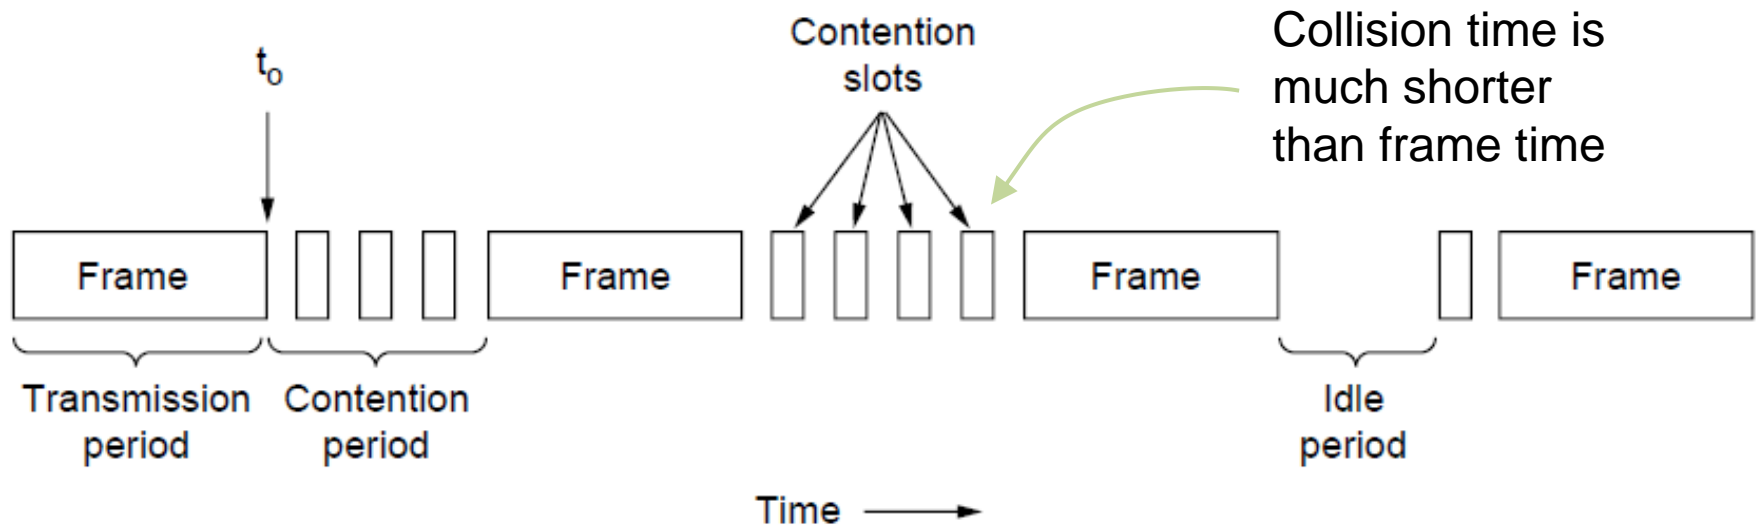 t₀
Contention
slots
Collision time is
much shorter
than frame time
Frame
Frame
Frame
Frame
Transmission
period
Contention
period
Idle
period
Time